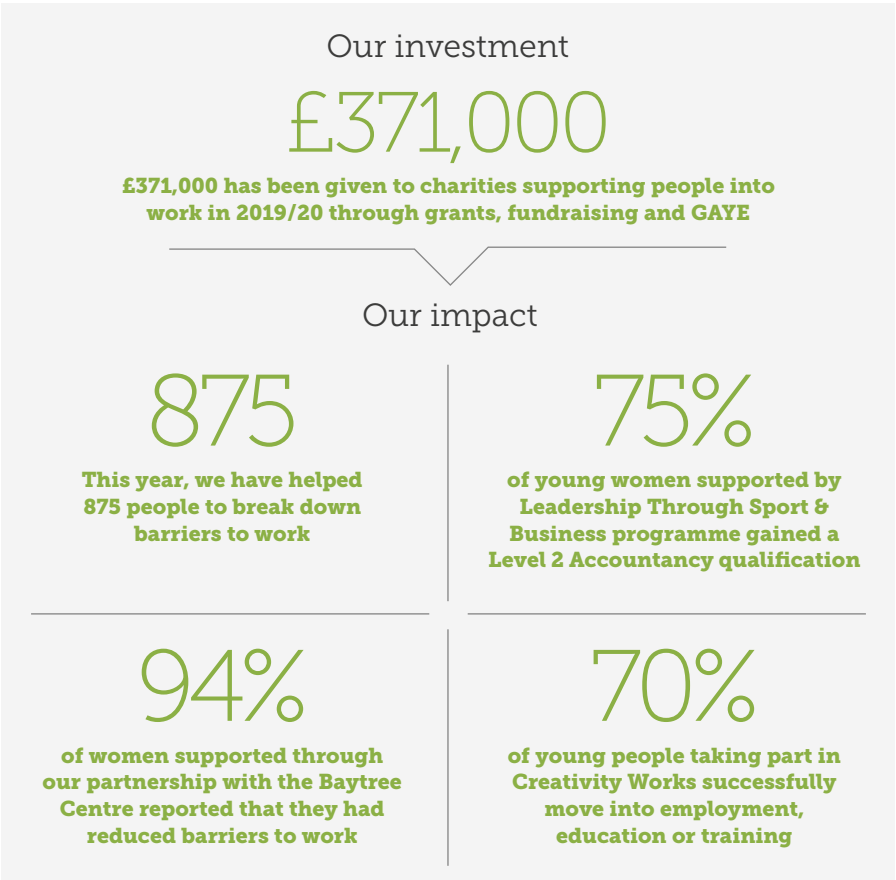 Our investment
£371,000
£371,000 has been given to charities supporting people into
work in 2019/20 through grants, fundraising and GAYE
Our impact
875
This year, we have helped
875 people to break down
barriers to work
75%
of young women supported by
Leadership Through Sport &
Business programme gained a
Level 2 Accountancy qualification
94%
of women supported through
our partnership with the Baytree
Centre reported that they had
reduced barriers to work
70%
of young people taking part in
Creativity Works successfully
move into employment,
education or training